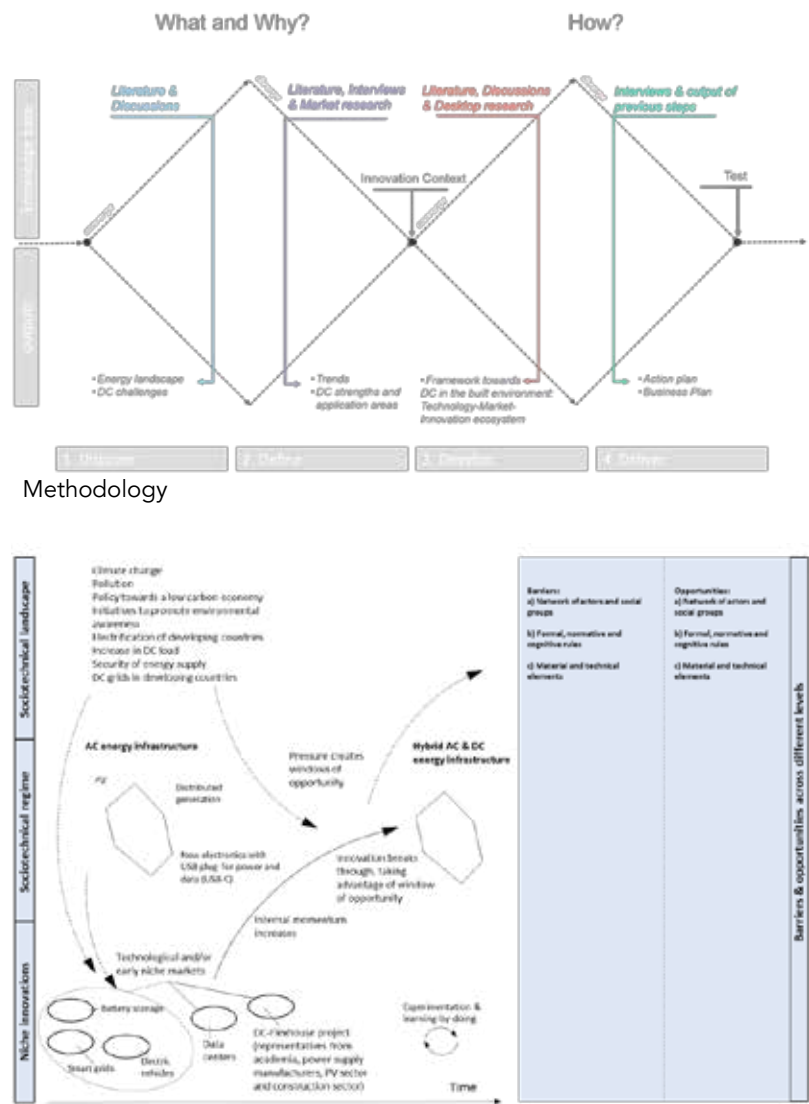 What and Why?
How?
Literature &
Discussions
Literature, Interviews
& Market research
Literature, Discussions
& Desktop research
Interviews & output of
previous steps
Innovation Context
Test
• Energy landscape
• DC challenges
• Trends
• DC strengths and
application areas
• Framework towards
DC in the built environment:
Technology-Market-
Innovation ecosystem
• Action plan
• Business Plan
2. Define
4. Deliver
Methodology
Sociotechnical landscape
Climate change
Pollution
Policy towards a low carbon economy
Initiatives to promote environmental
awareness
Electrification of developing countries
Increase in DC load
Security of energy supply
DC grids in developing countries
Sociotechnical regime
AC energy infrastructure
Distributed
generation
New electronics with
USB plug for power and
data (USB-C)
Pressure creates
windows of
opportunity
Hybrid AC & DC
energy infrastructure
Innovation breaks
through, taking
advantage of window
of opportunity
Internal momentum
increases
Niche innovations
Technological and/or
early niche markets
Battery storage
Smart grids
Electric
vehicles
Data
centers
project
(representatives from
academia, power supply
manufacturers, PV sector
and construction sector)
Experimentation &
learning by doing
Time
Barriers:
a) Network of actors and social
groups
b) Formal, normative and
cognitive rules
c) Material and technical
elements
Opportunities:
a) Network of actors and
social groups
b) Formal, normative and
cognitive rules
c) Material and technical
elements
Barriers & opportunities across different levels